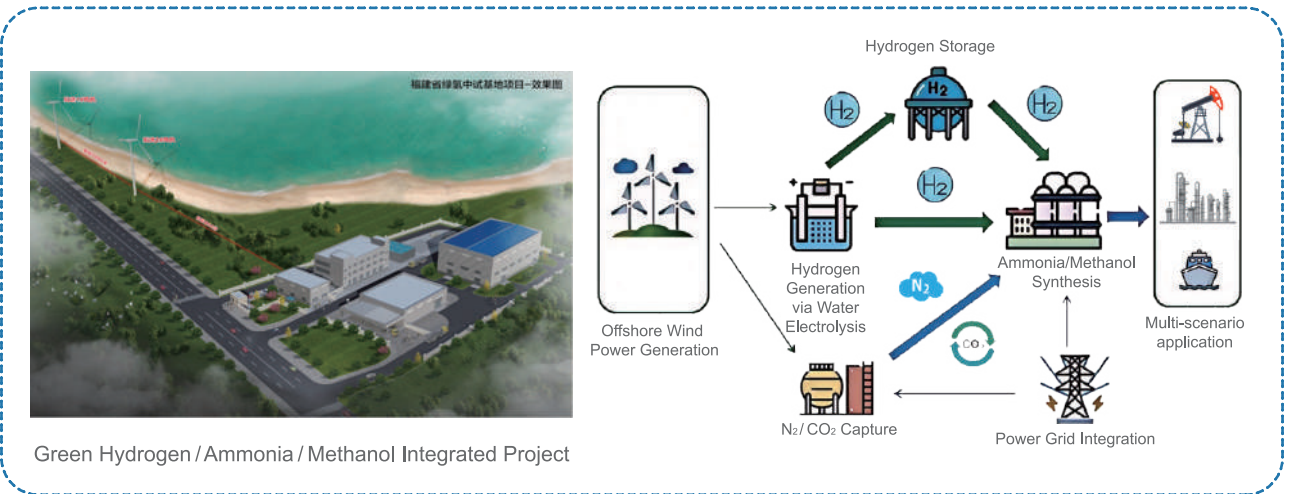 福建省绿氢中试基地项目-效果图
Green Hydrogen / Ammonia / Methanol Integrated Project
Hydrogen Storage
H2
H2
H2
H2
Hydrogen
Generation
via Water
Electrolysis
Offshore Wind
Power Generation
Ammonia/Methanol
Synthesis
N2
CO2
N₂/ CO₂ Capture
Power Grid Integration
Multi-scenario
application